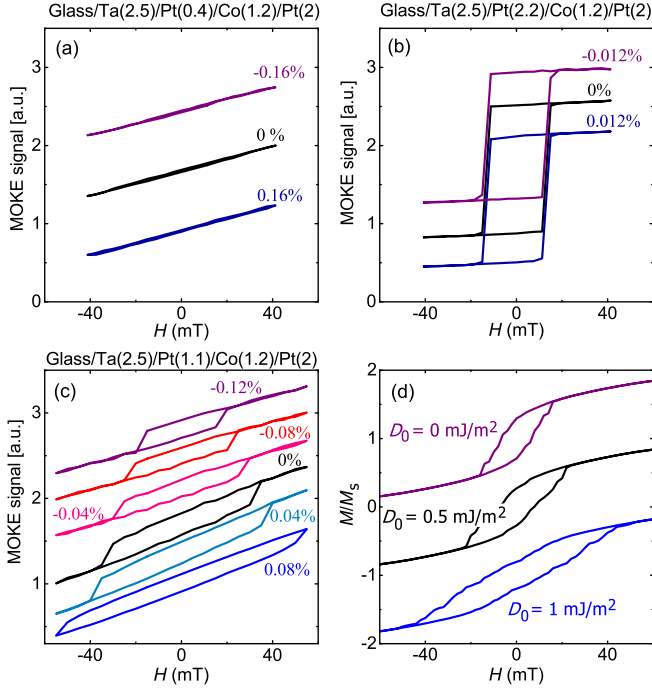 Glass/Ta(2.5)/Pt(0.4)/Co(1.2)/Pt(2)
Glass/Ta(2.5)/Pt(2.2)/Co(1.2)/Pt(2)
(a)
-0.16%
0 %
0.16%
MOKE signal [a.u.]
3
2
1
0
-40
0
40
H (mT)
(b)
-0.012%
0%
0.012%
MOKE signal [a.u.]
3
2
1
0
-40
0
40
H (mT)
Glass/Ta(2.5)/Pt(1.1)/Co(1.2)/Pt(2)
(c)
-0.12%
-0.08%
0%
-0.04%
0.04%
0.08%
MOKE signal [a.u.]
3
2
1
-40
0
40
H (mT)
(d)
D0 = 0 mJ/m²
D0 = 0.5 mJ/m²
D0 = 1 mJ/m²
M/Ms
2
1
0
-1
-2
-40
0
40
H (mT)